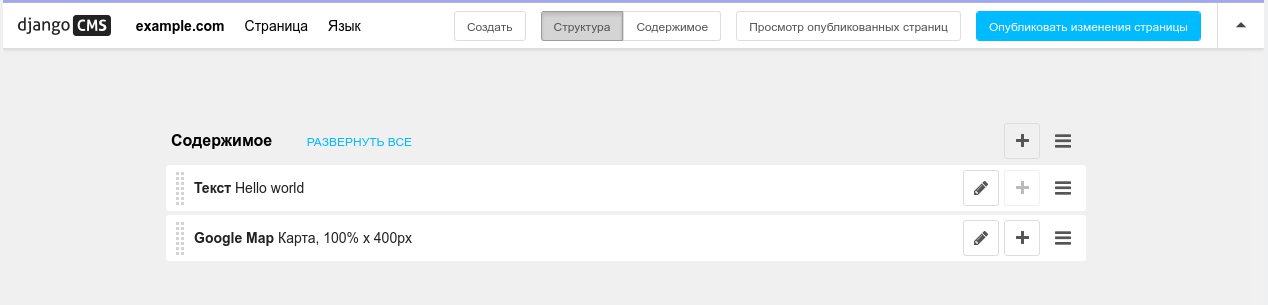 django CMS example.com Страница Язык Создать Структура Содержимое Просмотр опубликованных страниц Опубликовать изменения страницы
Содержимое РАЗВЕРНУТЬ ВСЕ
Текст Hello world
Google Map Карта, 100% x 400px